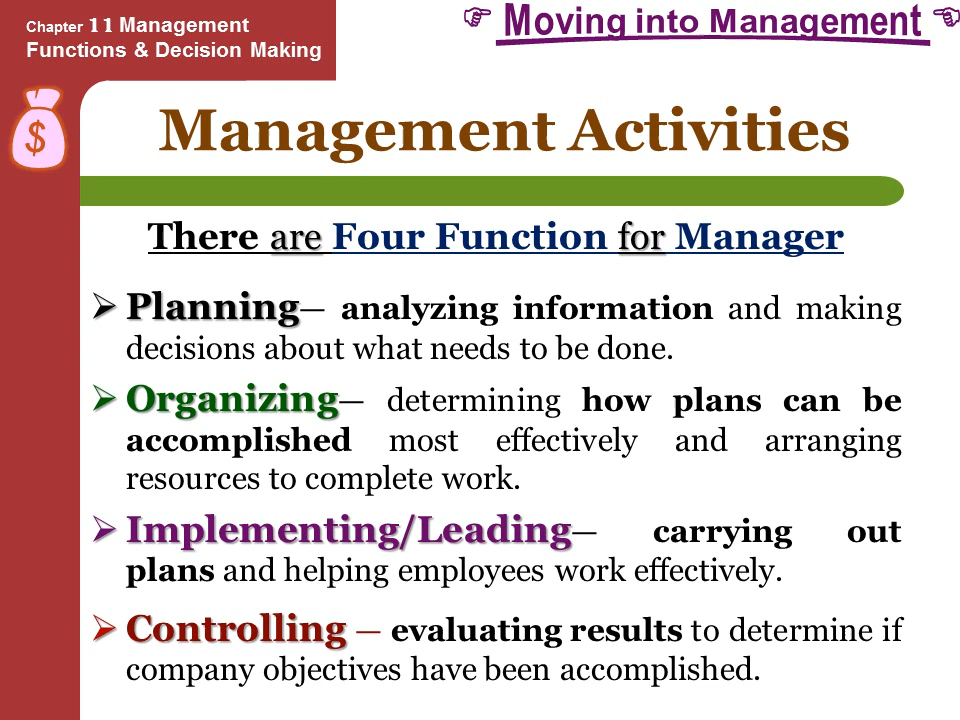 Chapter 11 Management
Functions & Decision Making
Moving into Management
$
Management Activities
There are Four Function for Manager
Planning— analyzing information and making
decisions about what needs to be done.
Organizing— determining how plans can be
accomplished most effectively and arranging
resources to complete work.
Implementing/Leading— carrying out
plans and helping employees work effectively.
Controlling — evaluating results to determine if
company objectives have been accomplished.